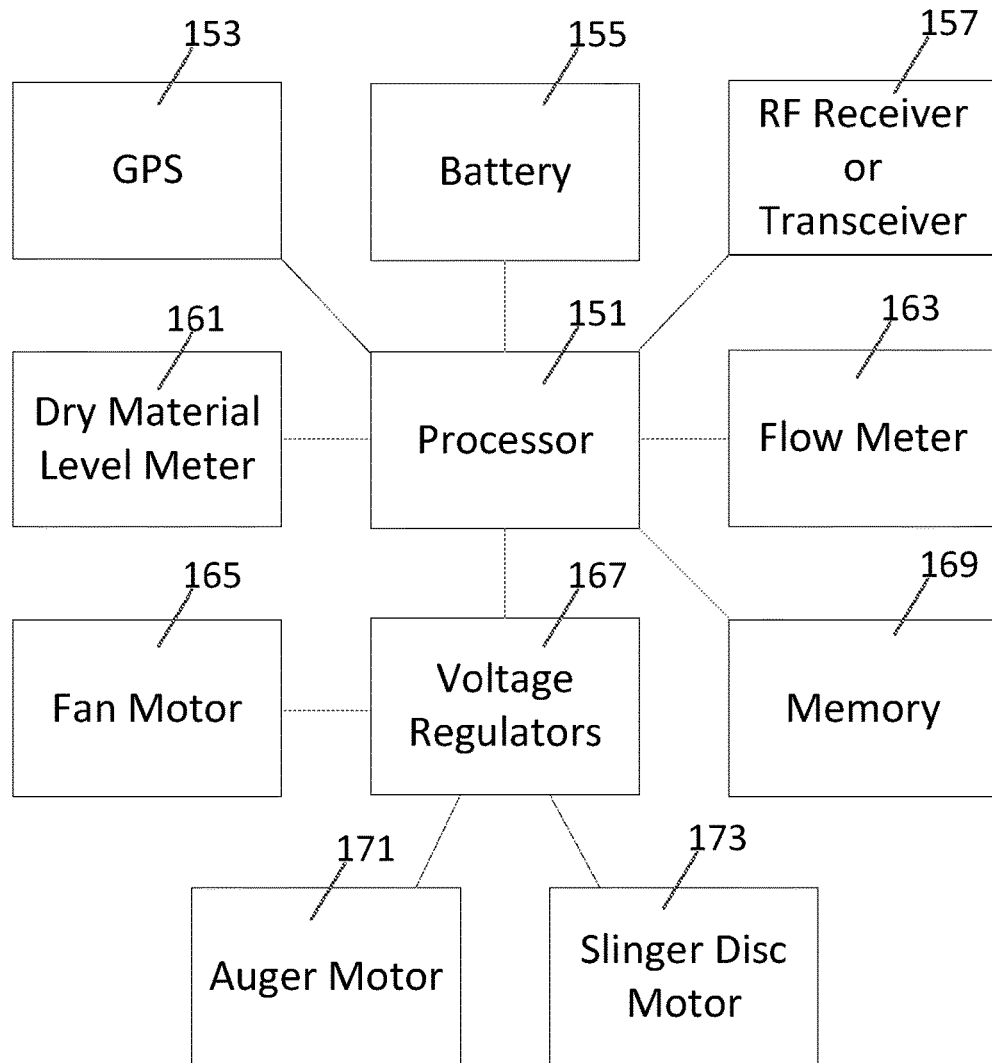 153
155
157
GPS
Battery
RF Receiver
or
Transceiver
161
151
163
Dry Material
Level Meter
Processor
Flow Meter
165
167
169
Fan Motor
Voltage
Regulators
Memory
171
173
Auger Motor
Slinger Disc
Motor